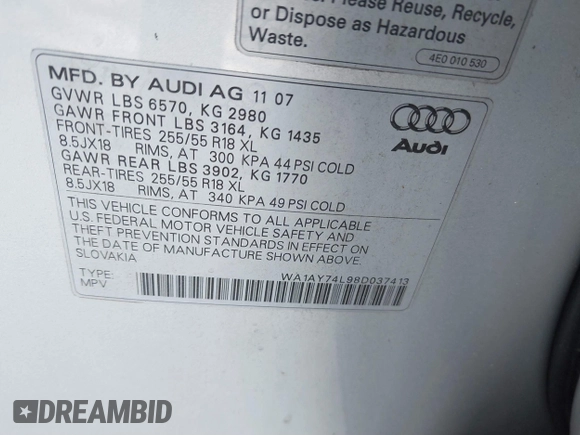 Please Reuse, Recycle,
or Dispose as Hazardous
Waste.
4E0 010 530
MFD. BY AUDI AG 11 07
GVWR LBS 6570, KG 2980
GAWR FRONT LBS 3164, KG 1435
FRONT-TIRES 255/55 R18 XL
8.5JX18 RIMS, AT 300 KPA 44 PSI COLD
GAWR REAR LBS 3902, KG 1770
REAR-TIRES 255/55 R18 XL
8.5JX18 RIMS, AT 340 KPA 49 PSI COLD
Audi
THIS VEHICLE CONFORMS TO ALL APPLICABLE
U.S. FEDERAL MOTOR VEHICLE SAFETY AND
THEFT PREVENTION STANDARDS IN EFFECT ON
THE DATE OF MANUFACTURE SHOWN ABOVE.
SLOVAKIA
TYPE: WA1AY74L98D037413
MPV
DREAMBID